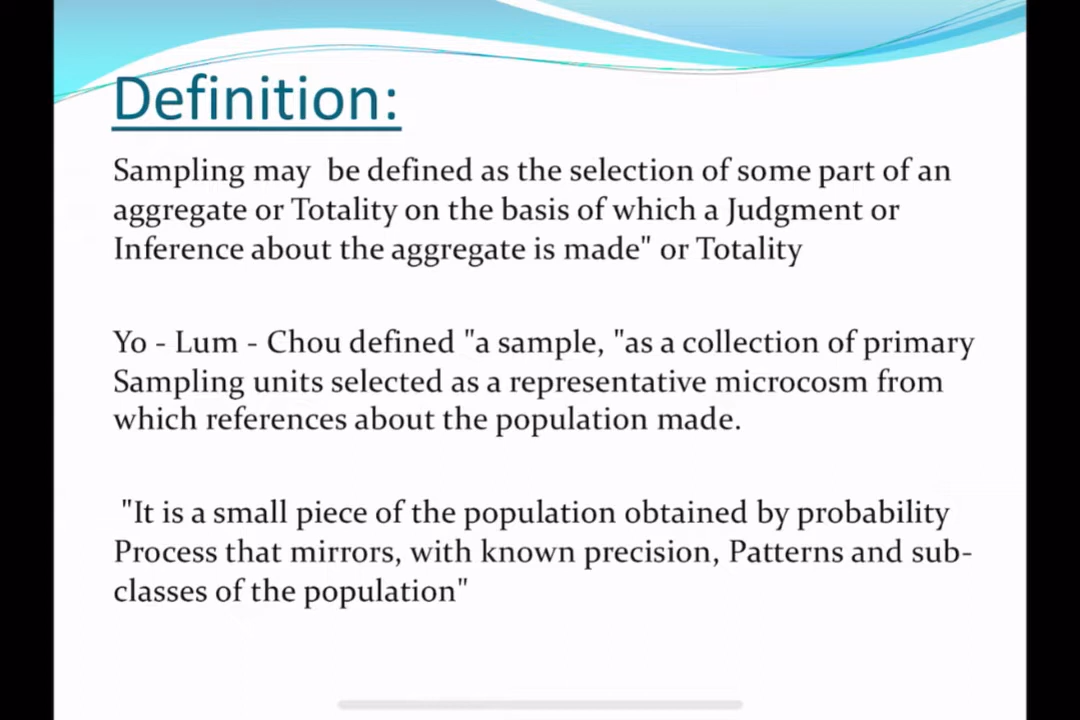 Definition:
Sampling may  be defined as the selection of some part of an
aggregate or Totality on the basis of which a Judgment or
Inference about the aggregate is made" or Totality
Yo - Lum - Chou defined "a sample, "as a collection of primary
Sampling units selected as a representative microcosm from
which references about the population made.
"It is a small piece of the population obtained by probability
Process that mirrors, with known precision, Patterns and sub-
classes of the population"